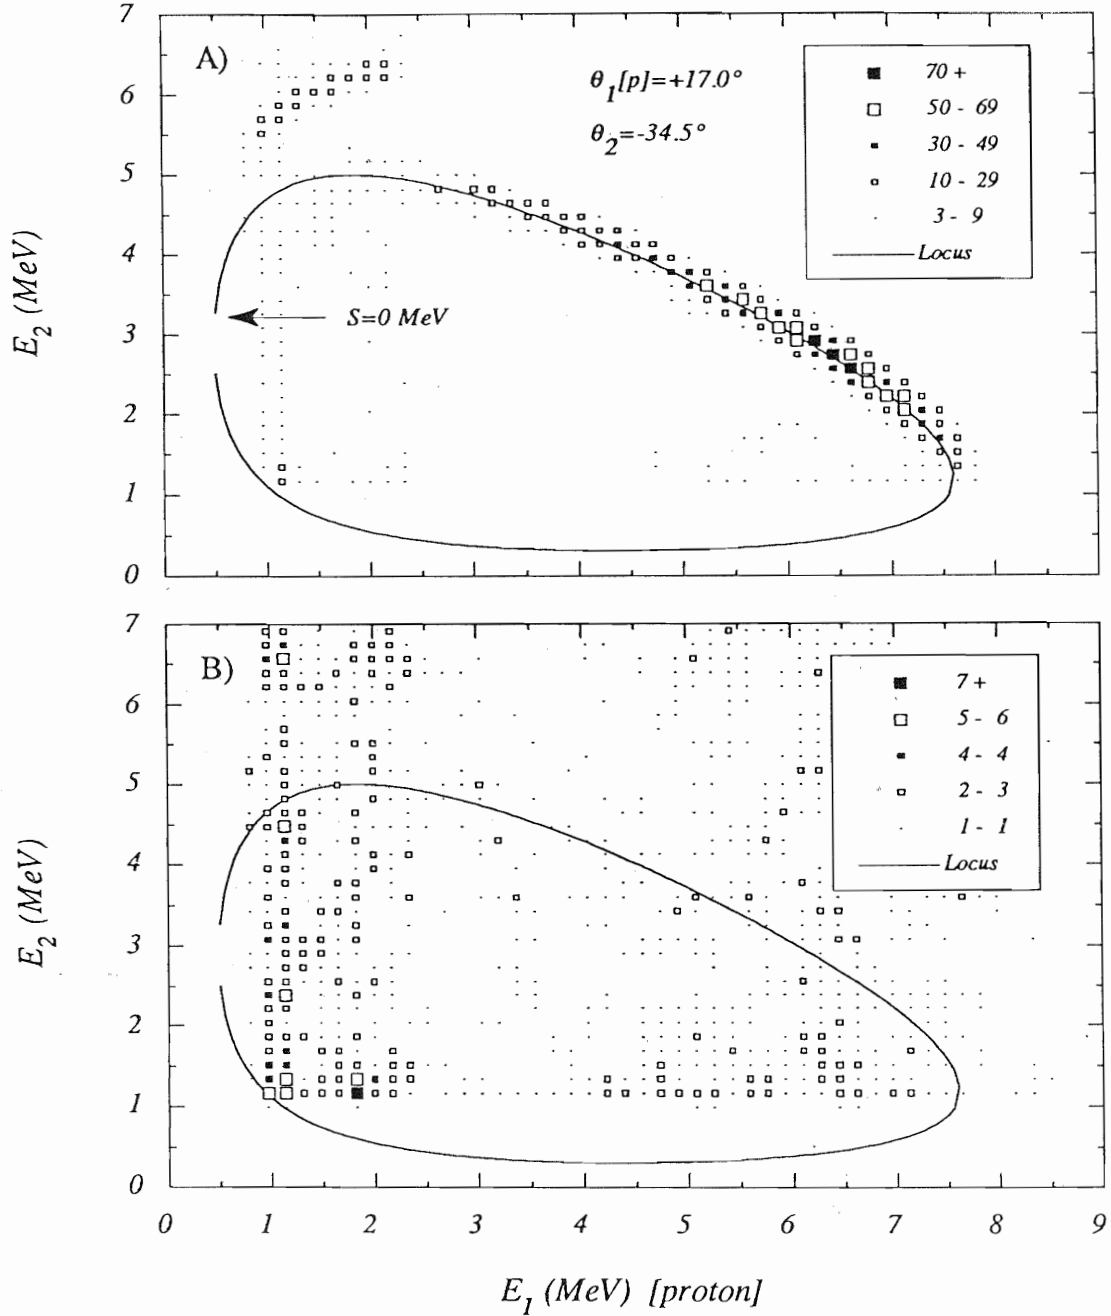 7
A)
θ1[p]=+17.0°
θ2=-34.5°
70 +
50 - 69
30 - 49
10 - 29
3 - 9
Locus
6
5
4
3
2
1
0
E2 (MeV)
S=0 MeV
7
B)
7 +
5 - 6
4 - 4
2 - 3
1 - 1
Locus
6
5
4
3
2
1
0
E2 (MeV)
0 1 2 3 4 5 6 7 8 9
E1 (MeV) [proton]